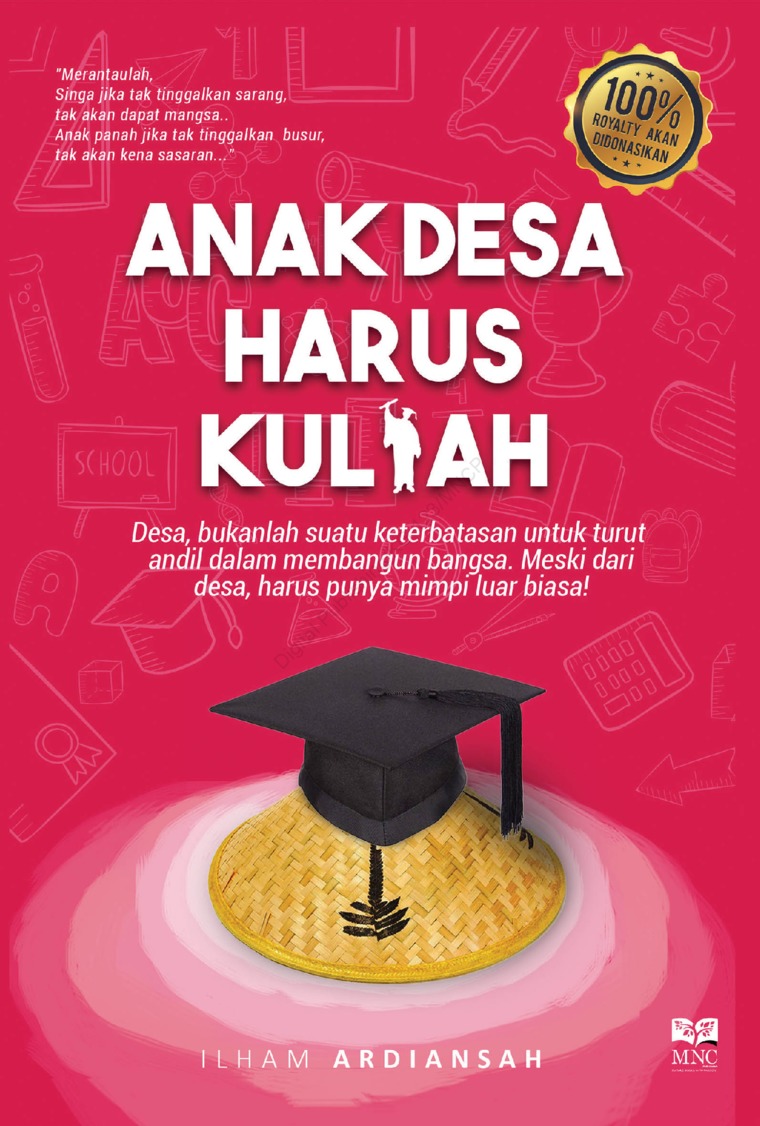 "Merantaulah,
Singa jika tak tinggalkan sarang,
tak akan dapat mangsa..
Anak panah jika tak tinggalkan busur,
tak akan kena sasaran..."
100%
ROYALTY AKAN
DIDONASIKAN
ANAK DESA
HARUS
KULIAH
ABC
SCHOOL
Desa, bukanlah suatu keterbatasan untuk turut
andil dalam membangun bangsa. Meski dari
desa, harus punya mimpi luar biasa!
ILHAM ARDIANSAH
MNC